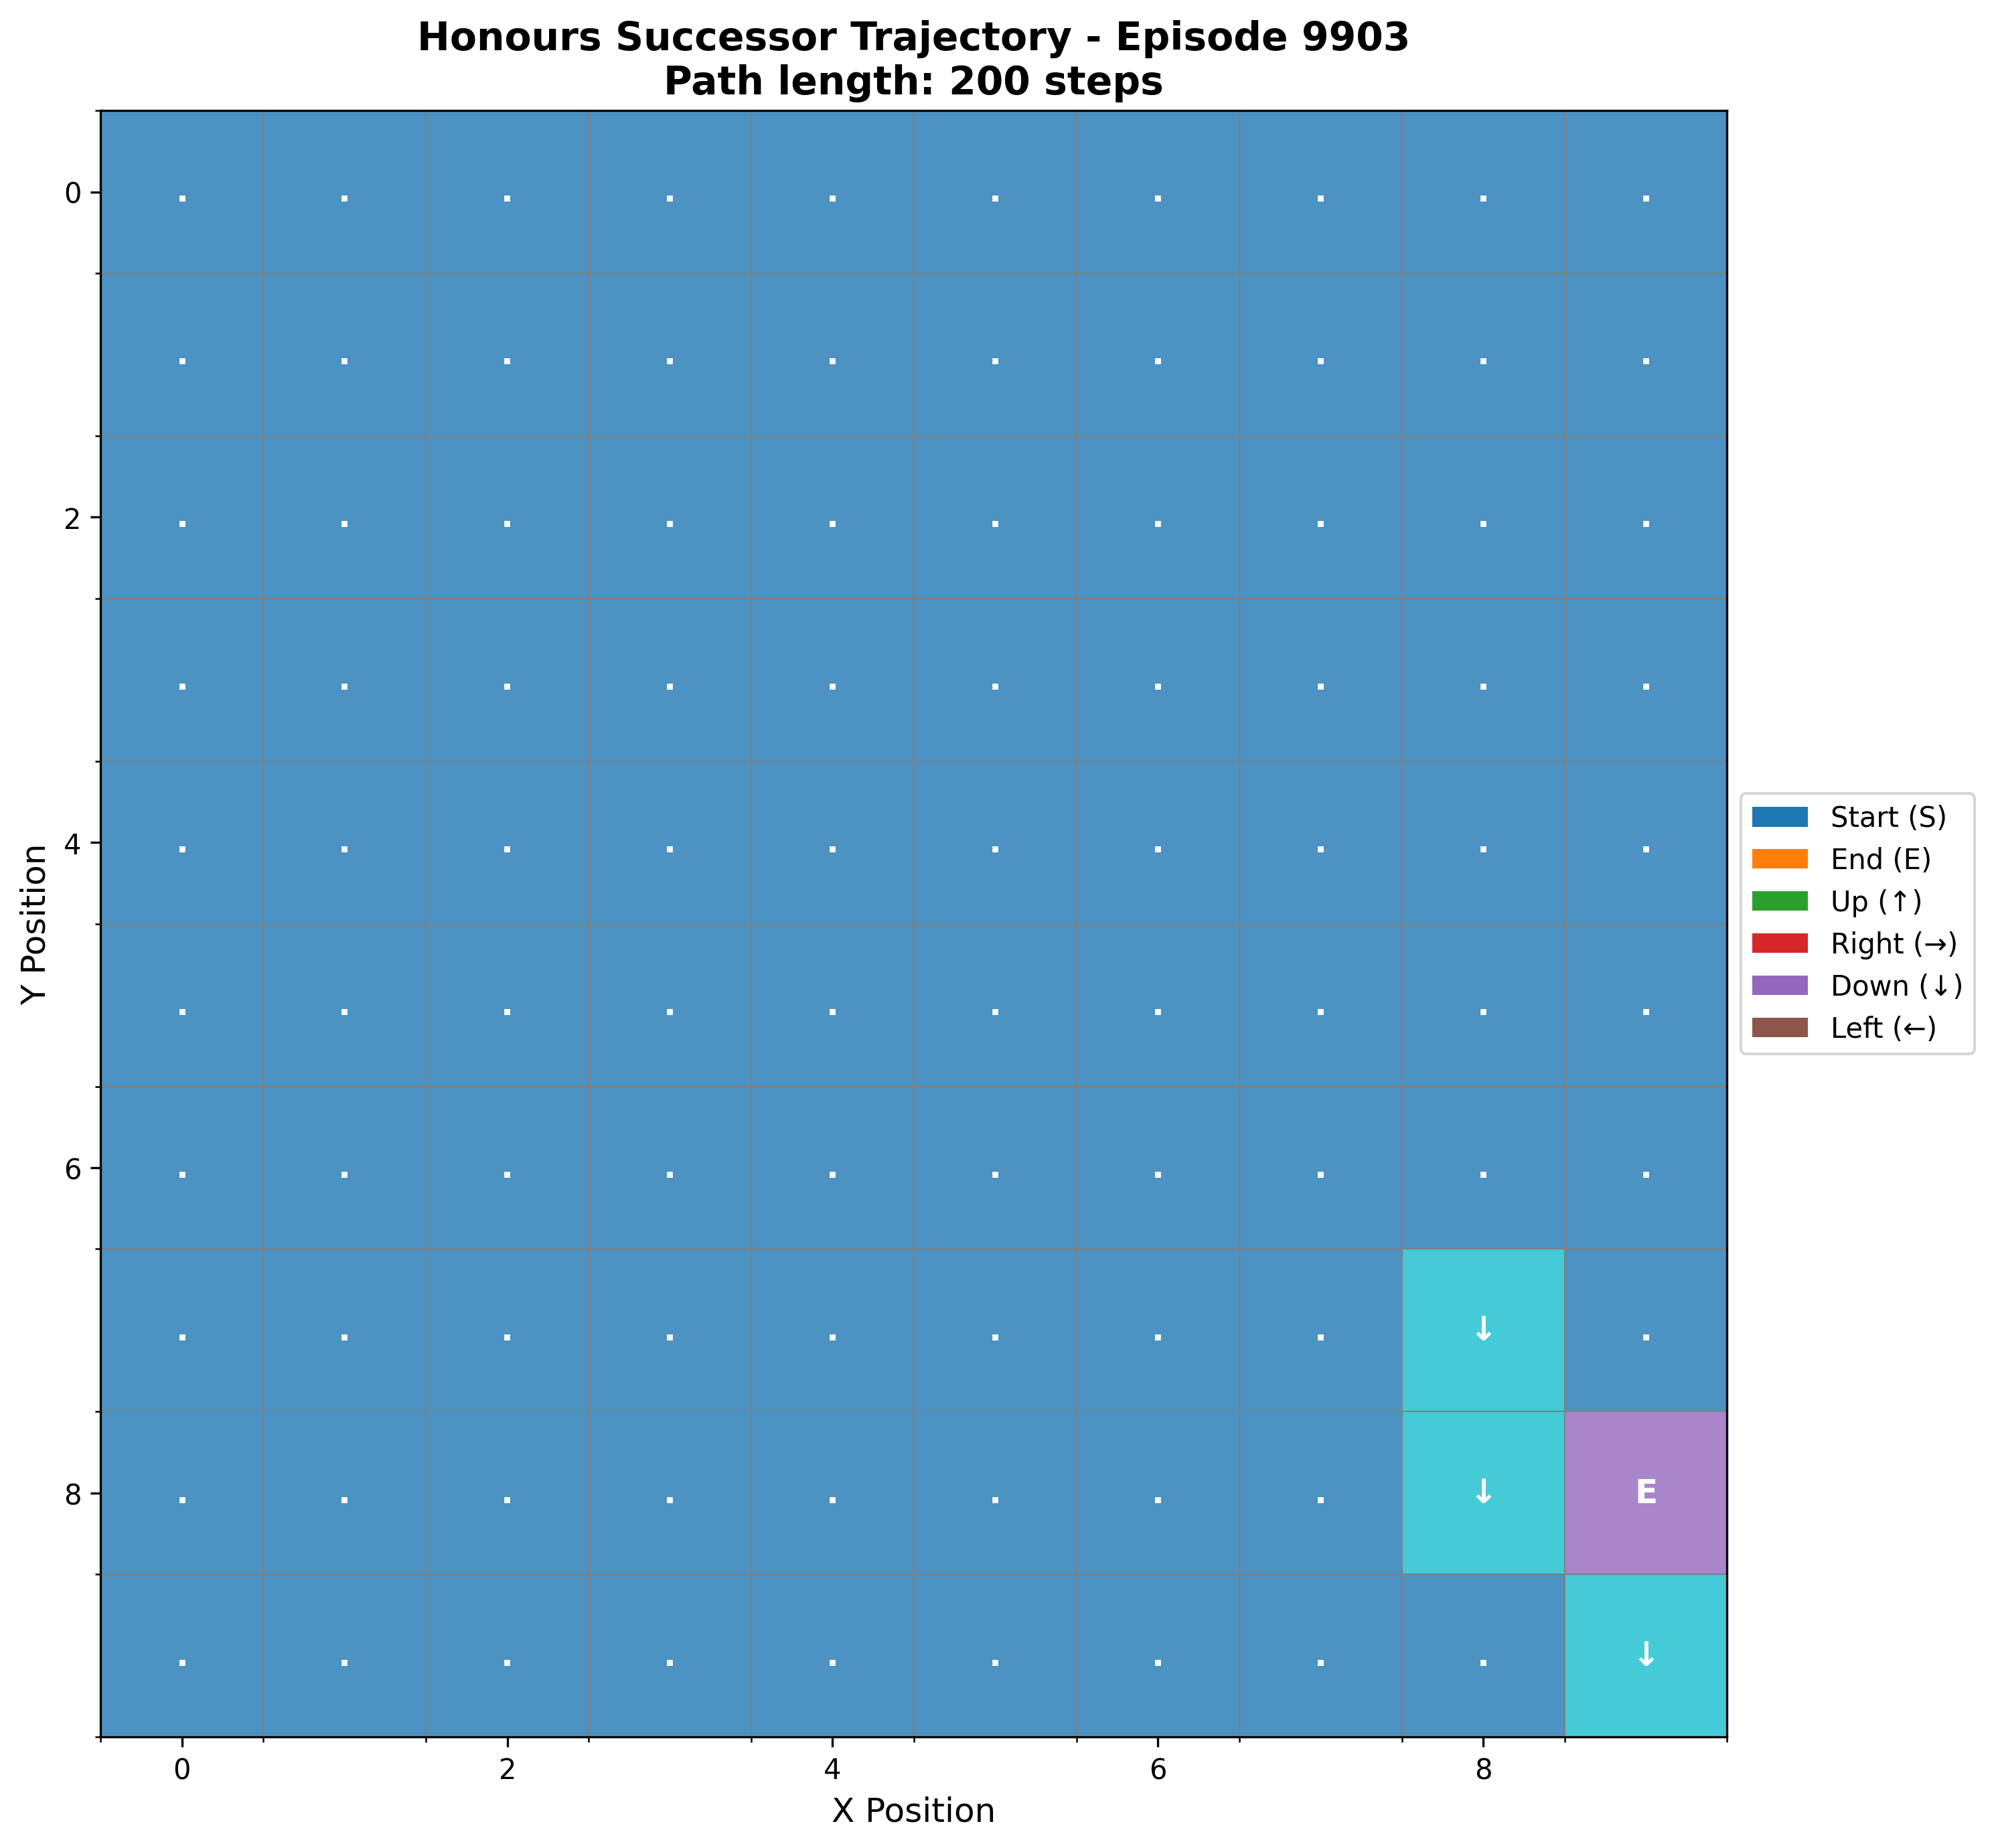 Honours Successor Trajectory - Episode 9903
Path length: 200 steps
0
2
4
6
8
Y Position
↓
↓ E
↓
0 2 4 6 8
X Position
Start (S)
End (E)
Up (↑)
Right (→)
Down (↓)
Left (←)